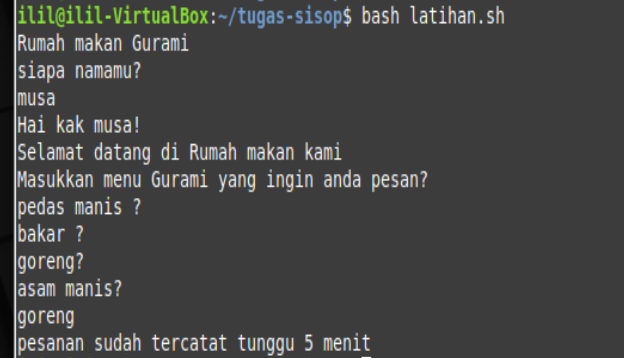 ilil@ilil-VirtualBox:~/tugas-sisop$ bash latihan.sh
Rumah makan Gurami
siapa namamu?
musa
Hai kak musa!
Selamat datang di Rumah makan kami
Masukkan menu Gurami yang ingin anda pesan?
pedas manis ?
bakar ?
goreng?
asam manis?
goreng
pesanan sudah tercatat tunggu 5 menit